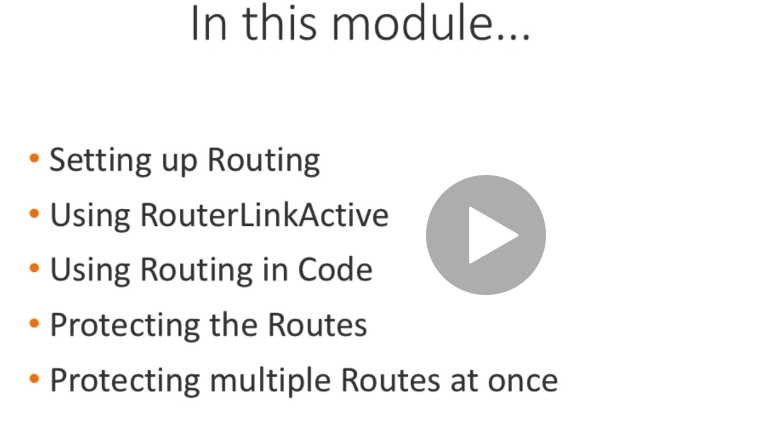 In this module...
• Setting up Routing
• Using RouterLinkActive
• Using Routing in Code
• Protecting the Routes
• Protecting multiple Routes at once